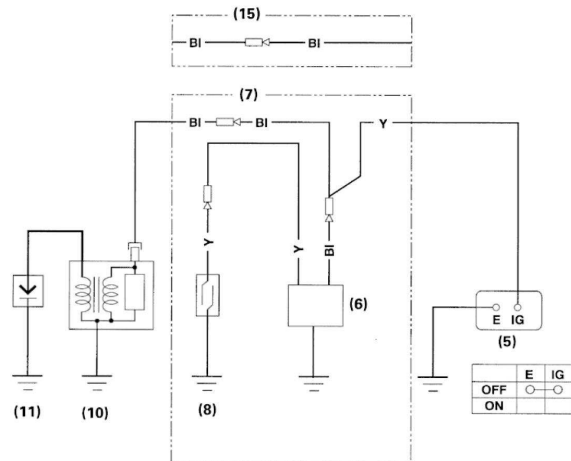 (15)
Bl Bl
(7)
Bl Bl Y
Y Y Bl
(6)
E IG
(5)
E IG
OFF
ON
(11) (10) (8)